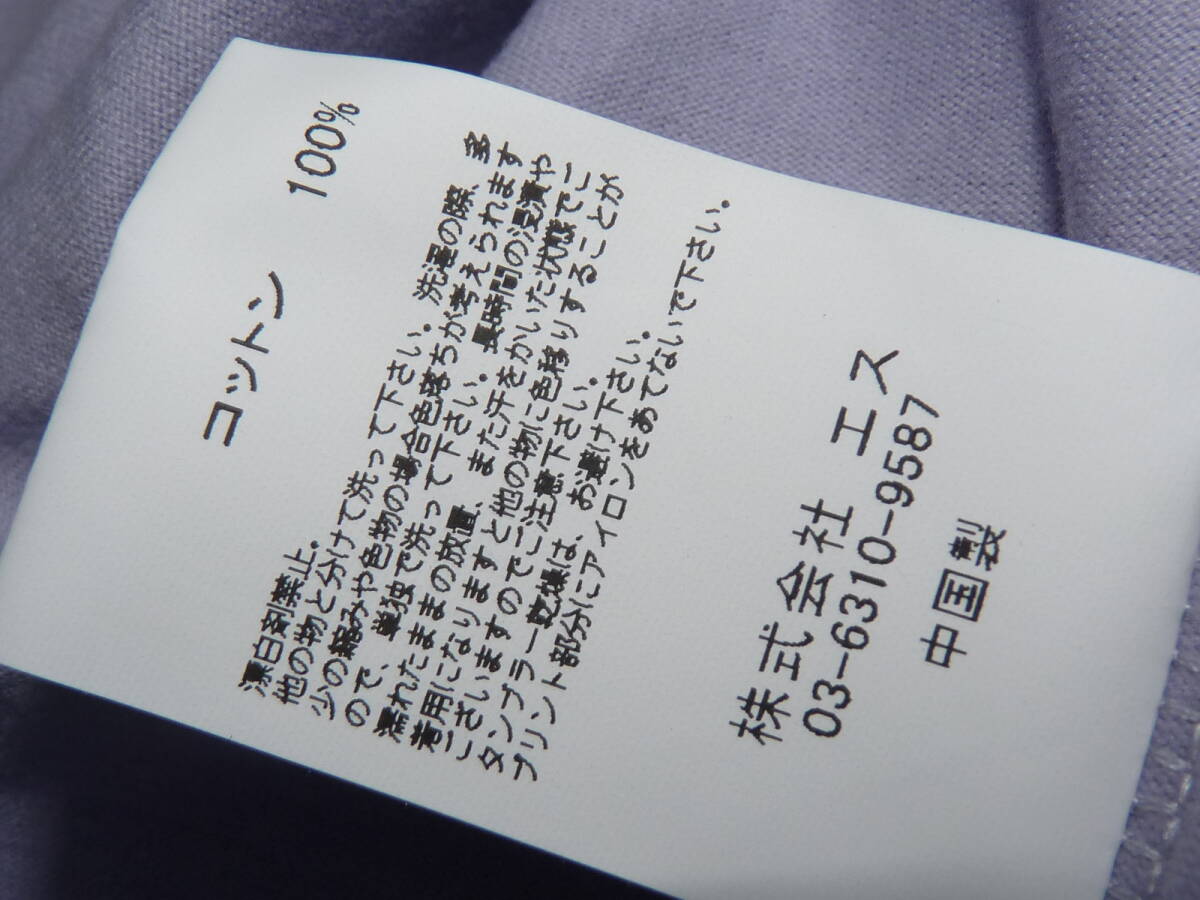 コットン 100%
漂白剤禁止。
他の物と分けて洗って下さい。洗濯の際、多
少の縮みや色物の場合色落ちが考えられます
ので、単独で洗って下さい。長時間の浸漬や
濡れたままの放置、また汗をかいた状態でご
着用になりますと他の物に色移りすることが
ございますのでご注意下さい。
タンブラー乾燥は、お避け下さい。
プリント部分にアイロンをあてないで下さい。
株式会社 エス
03-6310-9587
中国製